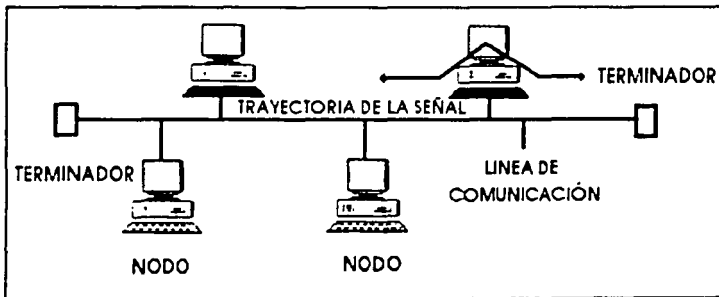 TERMINADOR
TRAYECTORIA DE LA SEÑAL
TERMINADOR
LINEA DE
COMUNICACIÓN
NODO
NODO